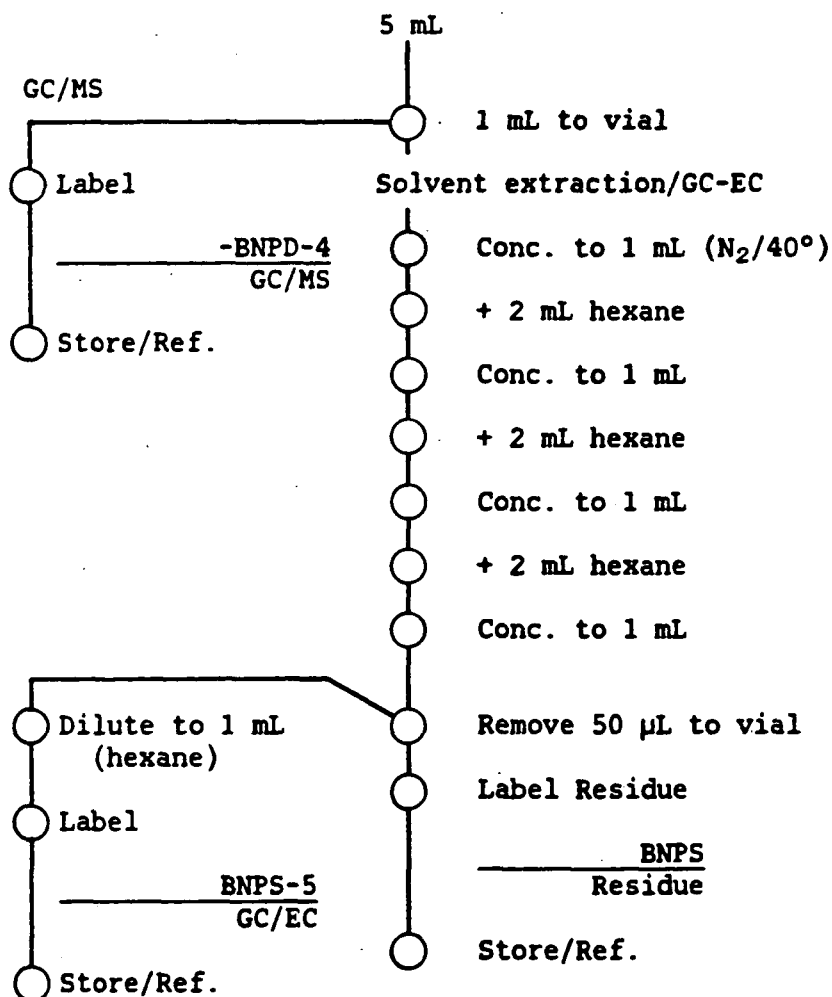 5 mL
GC/MS
1 mL to vial
Label
Solvent extraction/GC-EC
-BNPD-4
GC/MS
Conc. to 1 mL (N₂/40°)
+ 2 mL hexane
Store/Ref.
Conc. to 1 mL
+ 2 mL hexane
Conc. to 1 mL
+ 2 mL hexane
Conc. to 1 mL
Dilute to 1 mL
(hexane)
Remove 50 µL to vial
Label Residue
Label
BNPS
Residue
BNPS-5
GC/EC
Store/Ref.
Store/Ref.